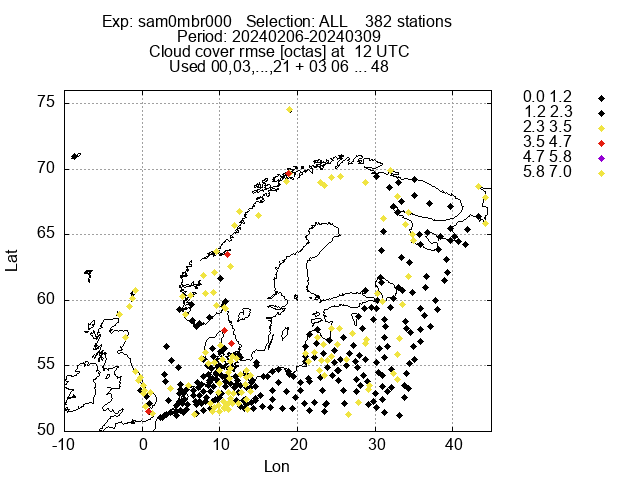 Exp: sam0mbr000 Selection: ALL 382 stations
Period: 20240206-20240309
Cloud cover rmse [octas] at 12 UTC
Used 00,03,...,21 + 03 06 ... 48
75
70
65
60
55
50
-10 0 10 20 30 40
Lat
Lon
0.0 1.2
1.2 2.3
2.3 3.5
3.5 4.7
4.7 5.8
5.8 7.0